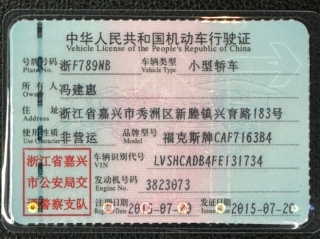 中华人民共和国机动车行驶证
Vehicle License of the People's Republic of China
号牌号码 浙F789NB 车辆类型 小型轿车
Plate No. Vehicle Type
所有人 冯建惠
Owner
住址 浙江省嘉兴市秀洲区新塍镇兴育路183号
Address
使用性质 非营运 品牌型号 福克斯牌CAF7163B4
Use Character Model
浙江省嘉兴 车辆识别代号 LVSHCADB4FE131734
VIN
市公安局交 发动机号码 3823073
Engine No.
通警察支队 注册日期 2015-07-20 发证日期 2015-07-20
Register Date Issue Date